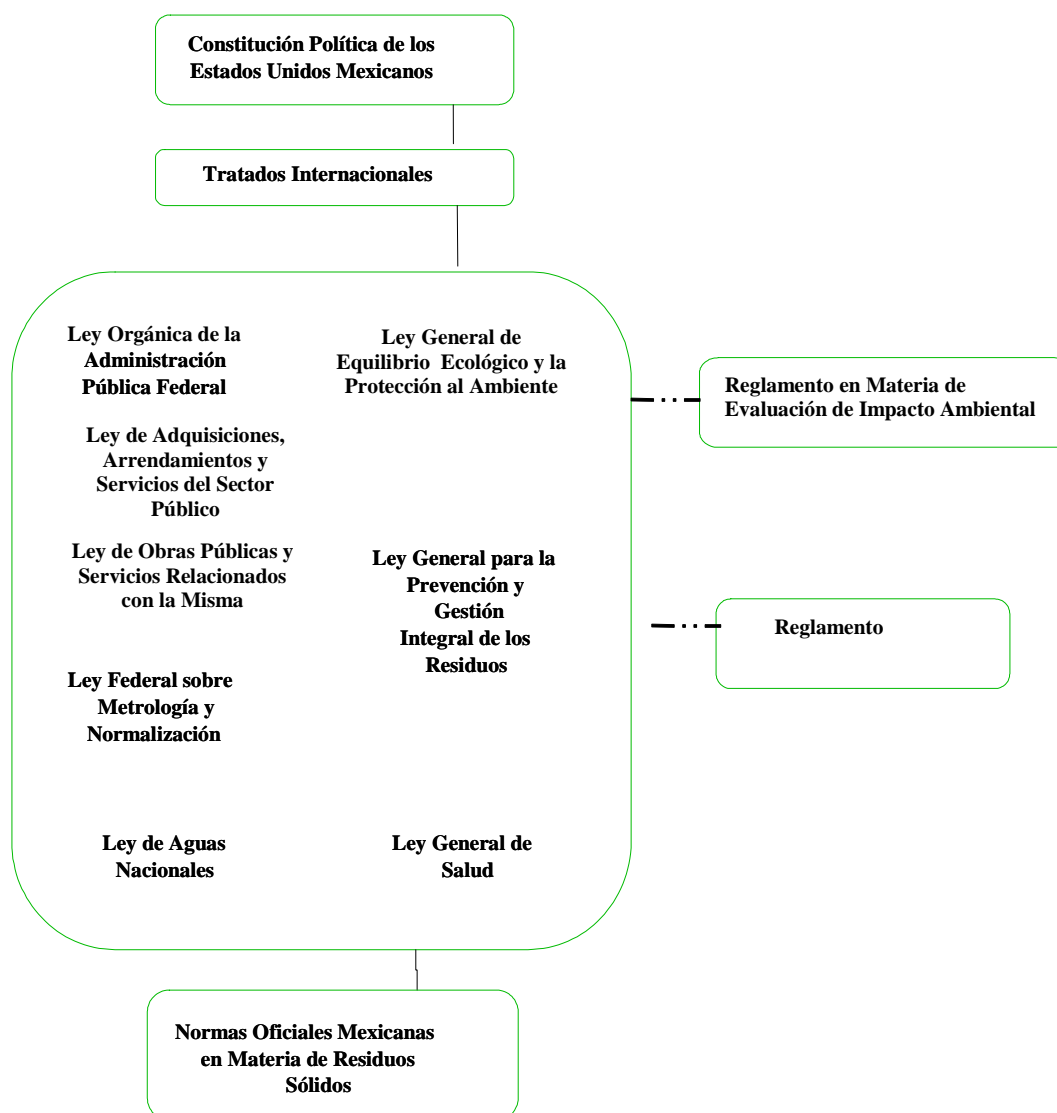 Constitución Política de los
Estados Unidos Mexicanos
Tratados Internacionales
Ley Orgánica de la
Administración
Pública Federal
Ley General de
Equilibrio Ecológico y la
Protección al Ambiente
Reglamento en Materia de
Evaluación de Impacto Ambiental
Ley de Adquisiciones,
Arrendamientos y
Servicios del Sector
Público
Ley de Obras Públicas y
Servicios Relacionados
con la Misma
Ley General para la
Prevención y
Gestión
Integral de los
Residuos
Reglamento
Ley Federal sobre
Metrología y
Normalización
Ley de Aguas
Nacionales
Ley General de
Salud
Normas Oficiales Mexicanas
en Materia de Residuos
Sólidos